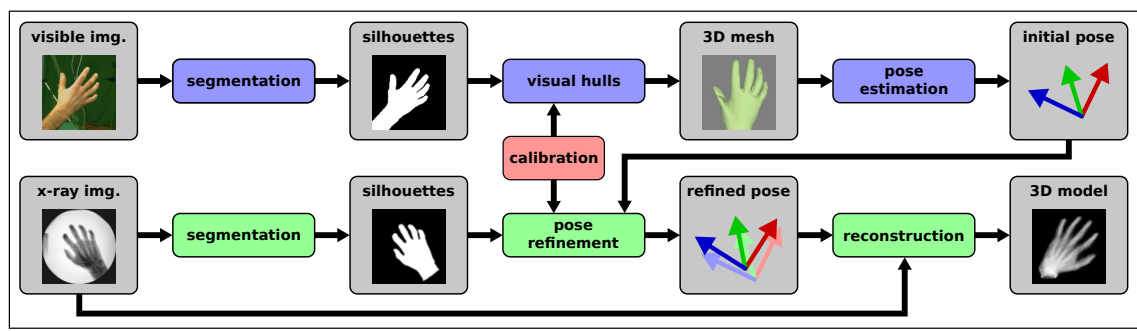 visible img.
segmentation
silhouettes
visual hulls
3D mesh
pose
estimation
initial pose
calibration
x-ray img.
segmentation
silhouettes
pose
refinement
refined pose
reconstruction
3D model